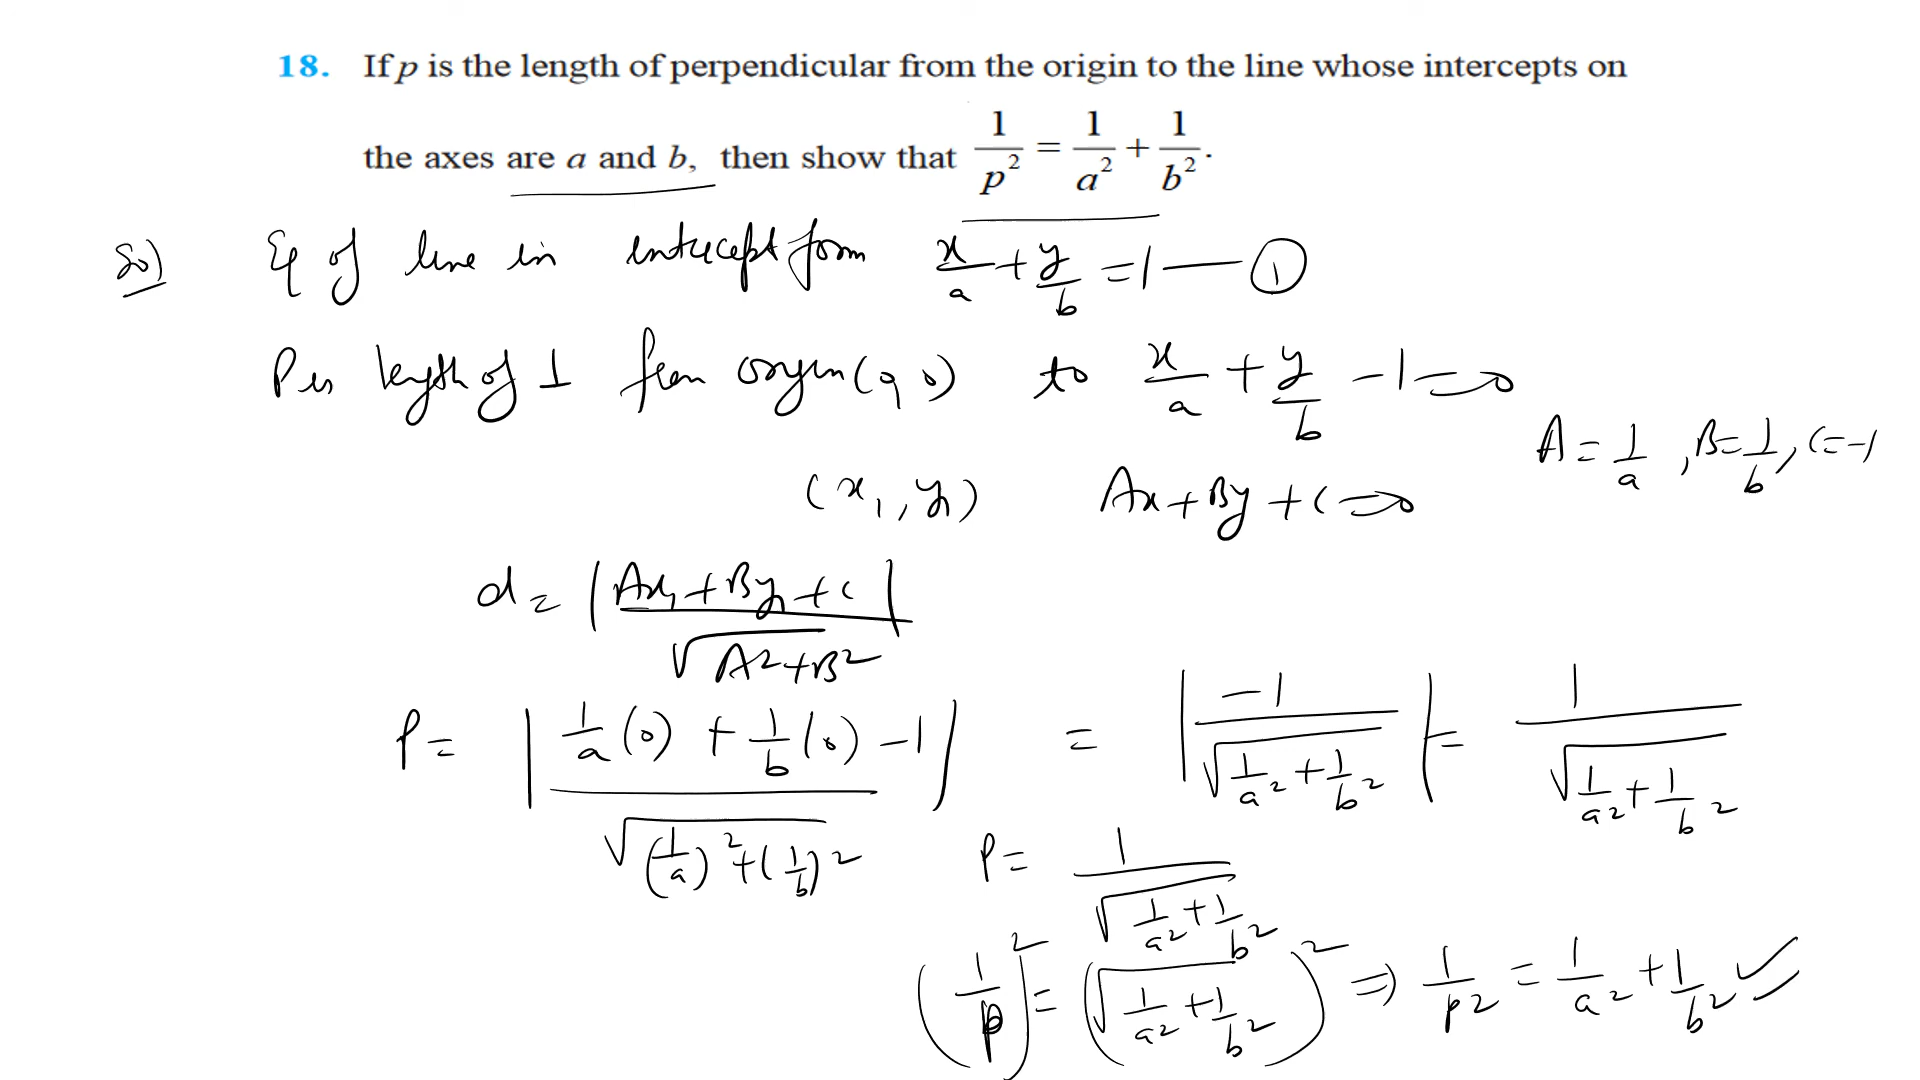 18. If p is the length of perpendicular from the origin to the line whose intercepts on
the axes are a and b, then show that 1/p² = 1/a² + 1/b².
Sol) Eq of line in intercept form x/a + y/b = 1 — ①
P is length of ⊥ from origin (0, 0) to x/a + y/b - 1 = 0
A = 1/a, B = 1/b, C = -1
(x₁, y₁) Ax + By + C = 0
d = |Ax₁ + By₁ + C| / √A² + B²
P = |1/a (0) + 1/b (0) - 1| / √(1/a)² + (1/b)² = |-1 / √1/a² + 1/b²| = 1 / √1/a² + 1/b²
P = 1 / √1/a² + 1/b²
(1/p)² = (√1/a² + 1/b²)² ⇒ 1/p² = 1/a² + 1/b² ✓